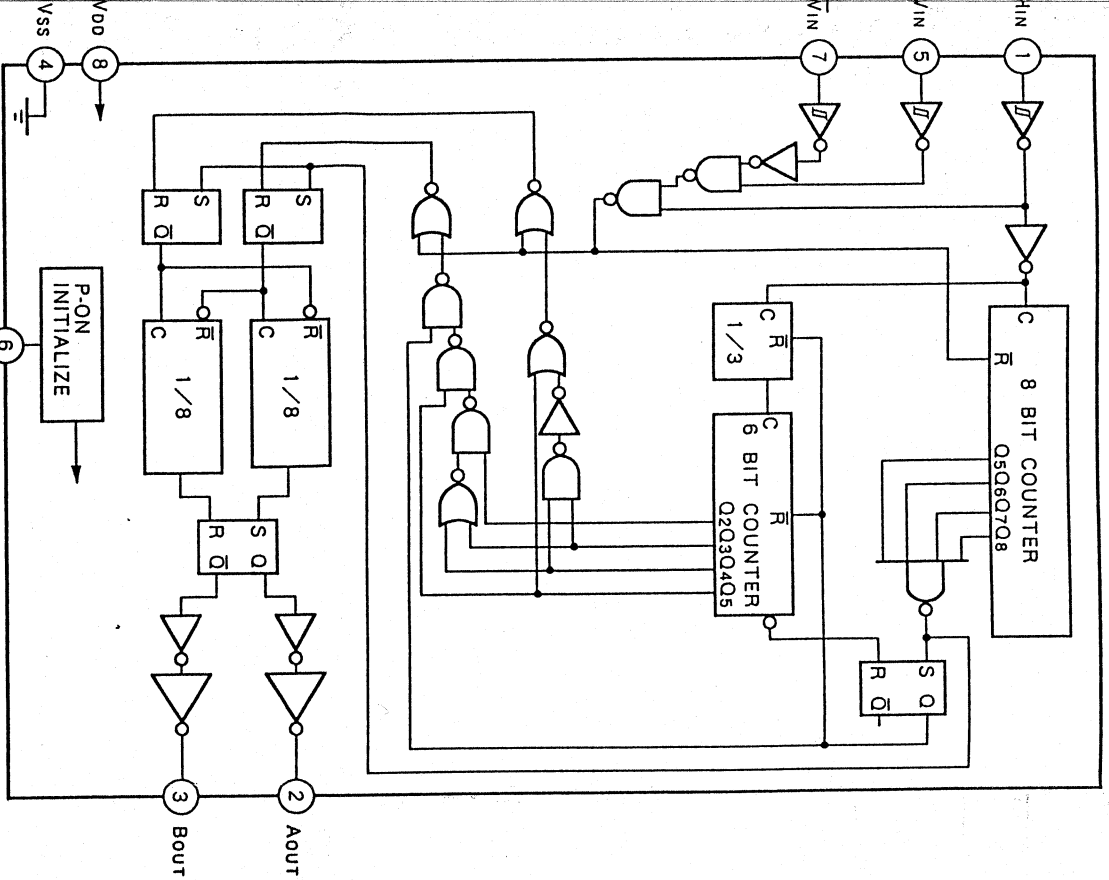 HIN
1
C
R̅
8 BIT COUNTER
Q5Q6Q7Q8
VIN
5
S Q
R Q̅
V̅IN
7
C
R̅
1/3
C
R̅
6 BIT COUNTER
Q2Q3Q4Q5
S
R Q̅
R̅
C
1/8
S Q
R Q̅
2
AOUT
S
R Q̅
R̅
C
1/8
3
BOUT
VDD
8
P-ON
INITIALIZE
VSS
4
6